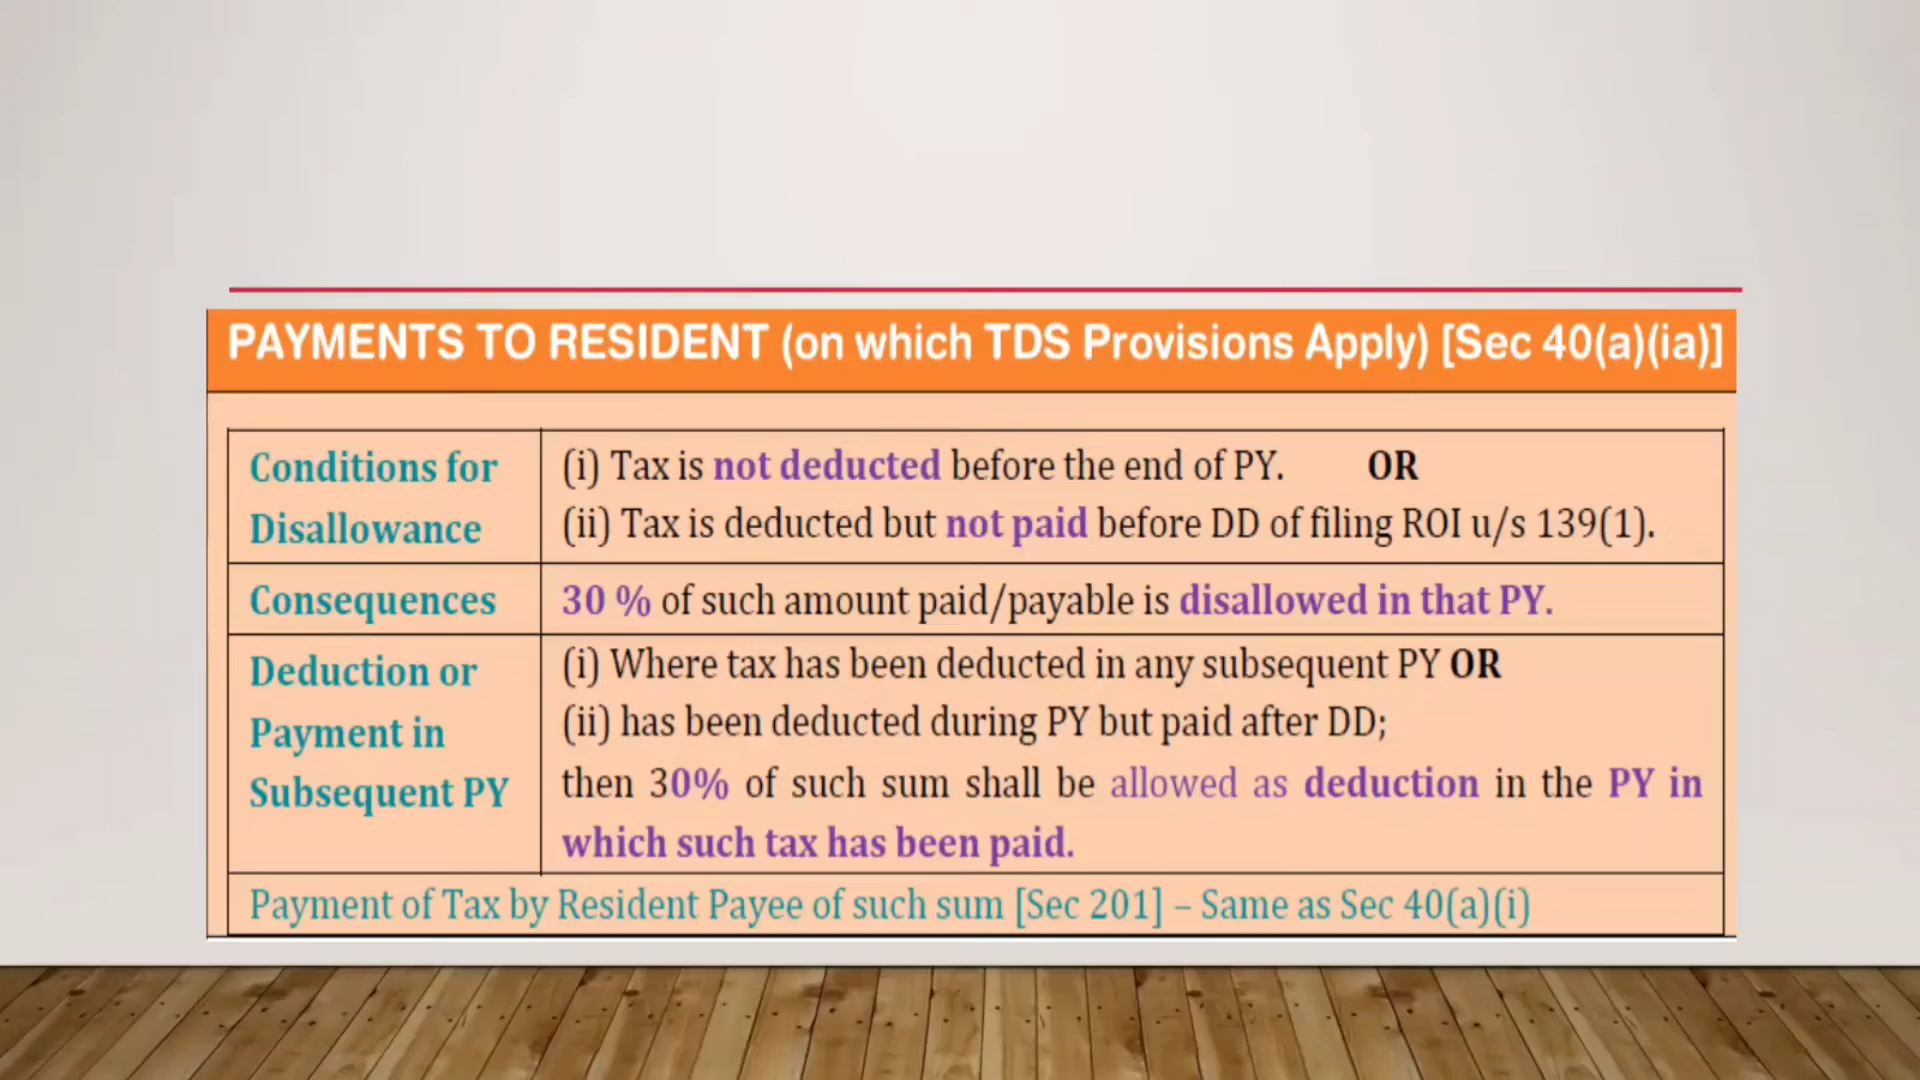 PAYMENTS TO RESIDENT (on which TDS Provisions Apply) [Sec 40(a)(ia)]
Conditions for
Disallowance
(i) Tax is not deducted before the end of PY. OR
(ii) Tax is deducted but not paid before DD of filing ROI u/s 139(1).
Consequences
30 % of such amount paid/payable is disallowed in that PY.
Deduction or
Payment in
Subsequent PY
(i) Where tax has been deducted in any subsequent PY OR
(ii) has been deducted during PY but paid after DD;
then 30% of such sum shall be allowed as deduction in the PY in
which such tax has been paid.
Payment of Tax by Resident Payee of such sum [Sec 201] – Same as Sec 40(a)(i)